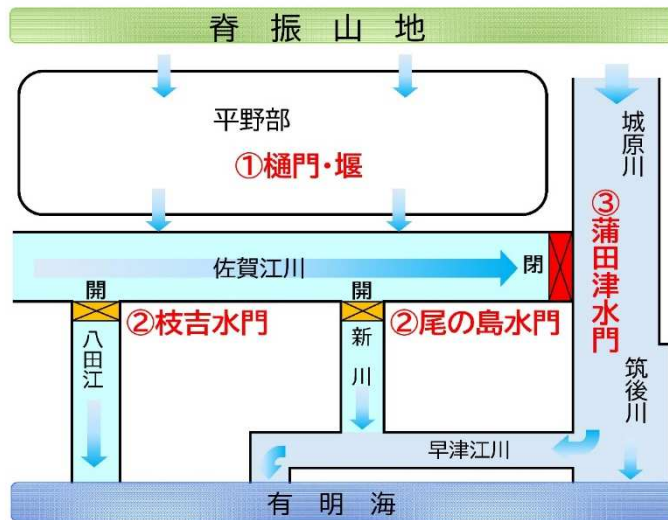 脊振山地
平野部
①樋門・堰
城原川
③蒲田津水門
佐賀江川
閉
開
開
②枝吉水門
②尾の島水門
八田江
新川
筑後川
早津江川
有明海